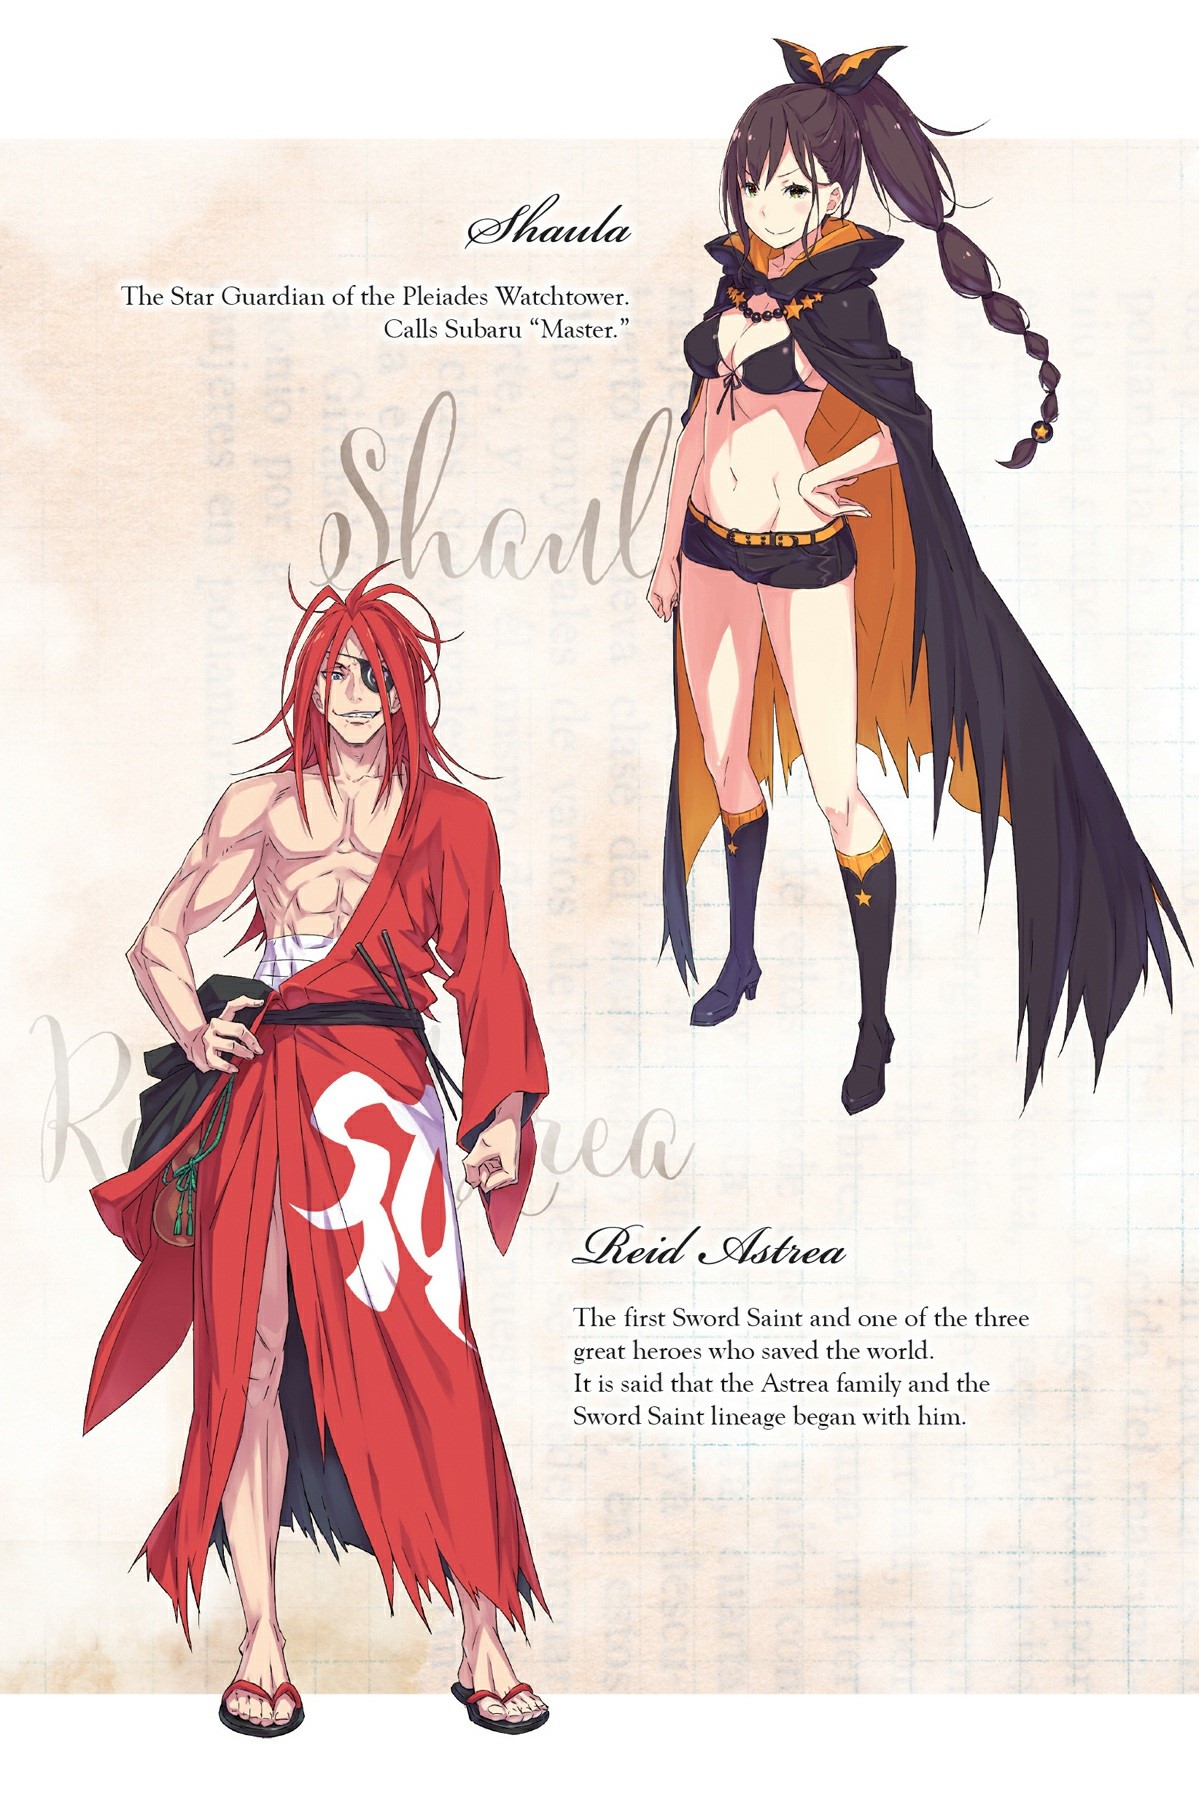 Shaula
The Star Guardian of the Pleiades Watchtower.
Calls Subaru “Master.”
Shaul
Reid Astrea
The first Sword Saint and one of the three
great heroes who saved the world.
It is said that the Astrea family and the
Sword Saint lineage began with him.